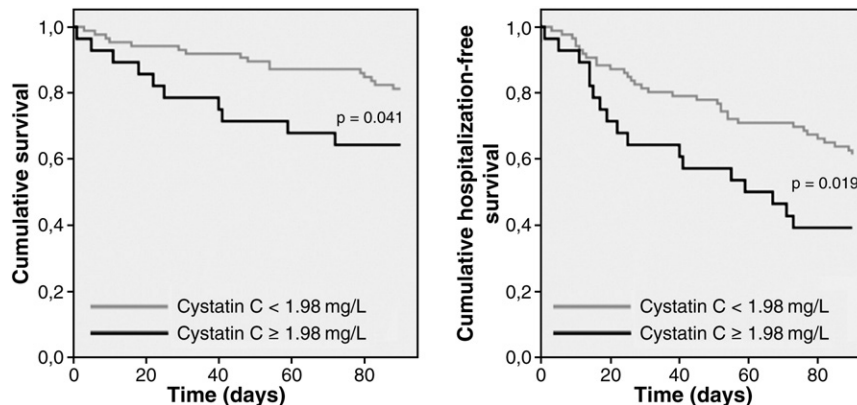 Cumulative survival
1,0
0,8
0,6
0,4
0,2
0,0
p = 0.041
Cystatin C < 1.98 mg/L
Cystatin C ≥ 1.98 mg/L
0 20 40 60 80
Time (days)
Cumulative hospitalization-free
survival
1,0
0,8
0,6
0,4
0,2
0,0
p = 0.019
Cystatin C < 1.98 mg/L
Cystatin C ≥ 1.98 mg/L
0 20 40 60 80
Time (days)